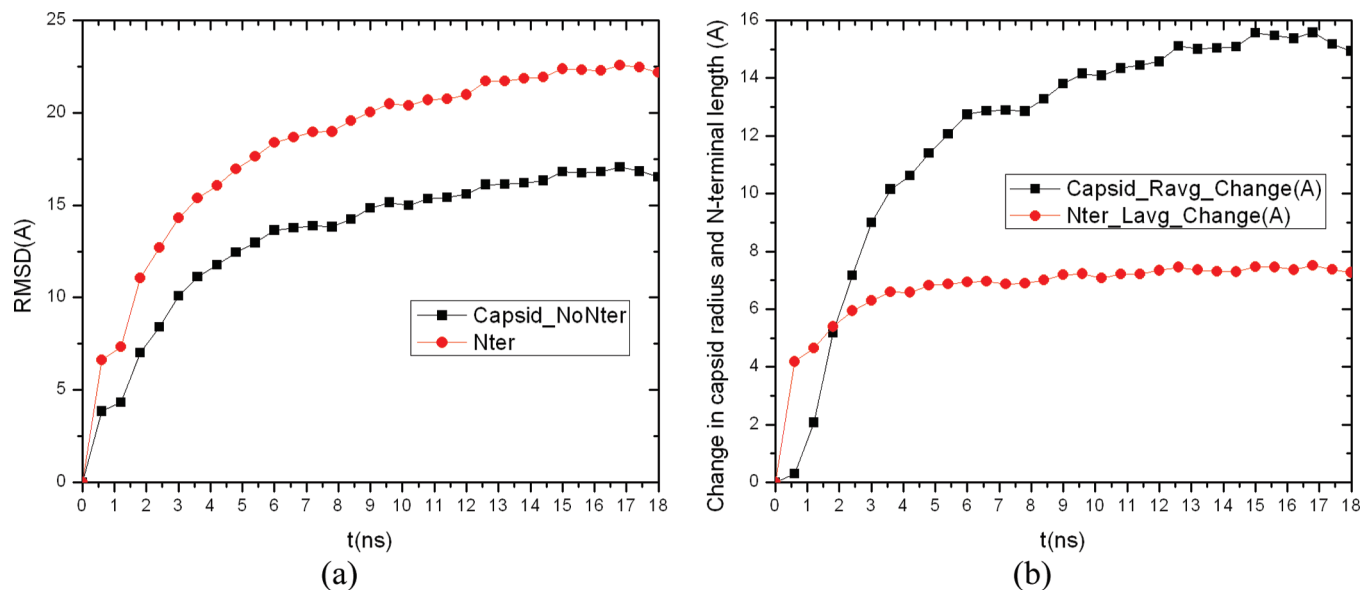 25
20
15
10
5
0
RMSD(A)
Capsid_NoNter
Nter
0 1 2 3 4 5 6 7 8 9 10 11 12 13 14 15 16 17 18
t(ns)
(a)
16
14
12
10
8
6
4
2
0
Change in capsid radius and N-terminal length (A)
Capsid_Ravg_Change(A)
Nter_Lavg_Change(A)
0 1 2 3 4 5 6 7 8 9 10 11 12 13 14 15 16 17 18
t(ns)
(b)